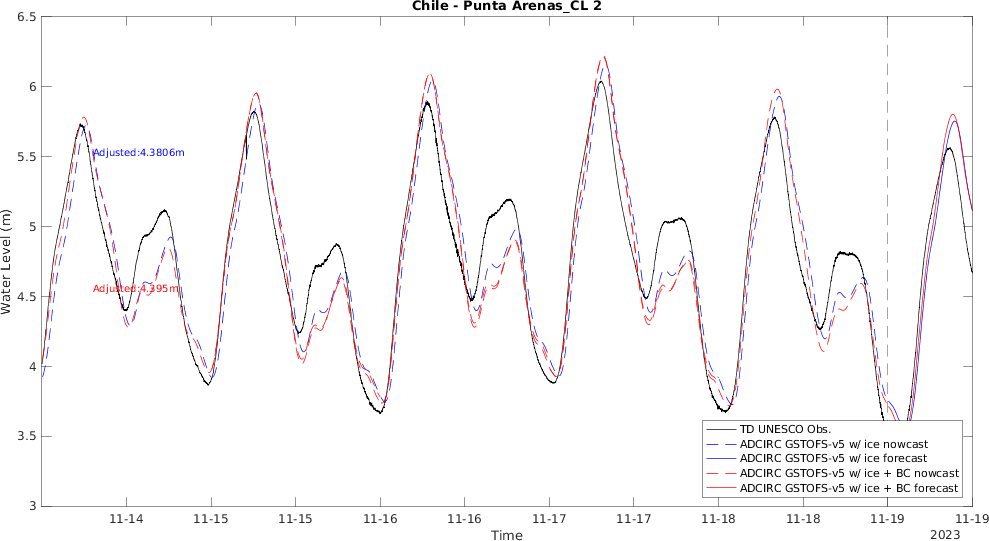 Chile - Punta Arenas_CL 2
6.5
6
5.5
5
4.5
4
3.5
3
Water Level (m)
Adjusted:4.3806m
Adjusted:4.395m
TD UNESCO Obs.
ADCIRC GSTOFS-v5 w/ ice nowcast
ADCIRC GSTOFS-v5 w/ ice forecast
ADCIRC GSTOFS-v5 w/ ice + BC nowcast
ADCIRC GSTOFS-v5 w/ ice + BC forecast
11-14 11-15 11-15 11-16 11-16 11-17 11-17 11-18 11-18 11-19 11-19
Time
2023